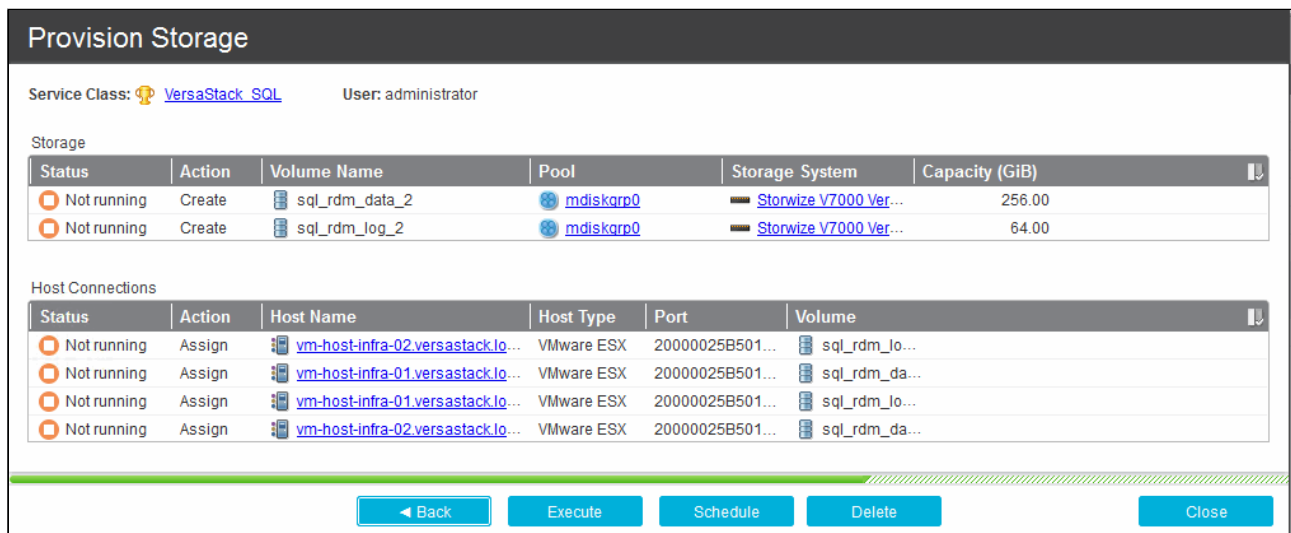 Provision Storage
Service Class: VersaStack_SQL User: administrator
Storage
Status Action Volume Name Pool Storage System Capacity (GiB)
Not running Create sql_rdm_data_2 mdiskgrp0 Storwize V7000 Ver... 256.00
Not running Create sql_rdm_log_2 mdiskgrp0 Storwize V7000 Ver... 64.00
Host Connections
Status Action Host Name Host Type Port Volume
Not running Assign vm-host-infra-02.versastack.lo... VMware ESX 20000025B501... sql_rdm_lo...
Not running Assign vm-host-infra-01.versastack.lo... VMware ESX 20000025B501... sql_rdm_da...
Not running Assign vm-host-infra-01.versastack.lo... VMware ESX 20000025B501... sql_rdm_lo...
Not running Assign vm-host-infra-02.versastack.lo... VMware ESX 20000025B501... sql_rdm_da...
◄ Back Execute Schedule Delete Close